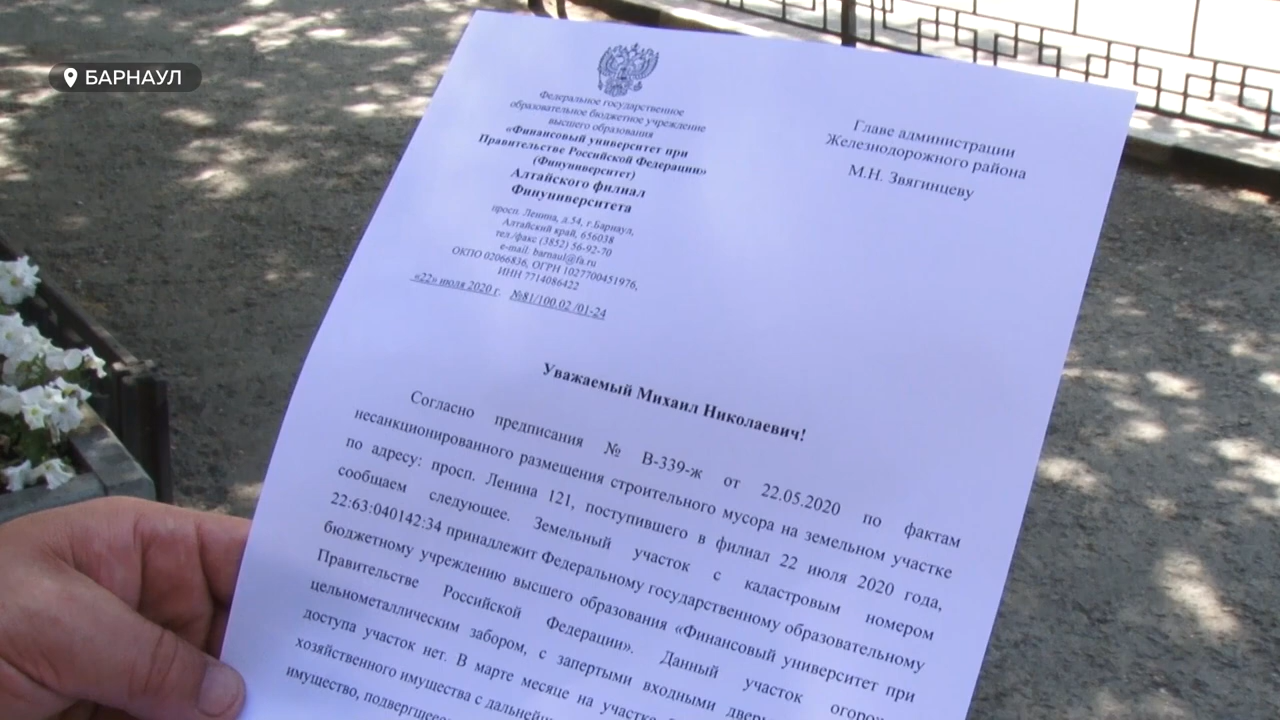 БАРНАУЛ
Федеральное государственное
образовательное бюджетное учреждение
высшего образования
«Финансовый университет при
Правительстве Российской Федерации»
(Финуниверситет)
Алтайского филиал
Финуниверситета
просп. Ленина, д.54, г.Барнаул,
Алтайский край, 656038
тел./факс (3852) 56-92-70
e-mail: barnaul@fa.ru
ОКПО 02066836, ОГРН 1027700451976,
ИНН 7714086422
«22» июля 2020 г. №81/100.02 /01-24
Главе администрации
Железнодорожного района
М.Н. Звягинцеву
Уважаемый Михаил Николаевич!
Согласно предписания № В-339-ж от 22.05.2020 по фактам
несанкционированного размещения строительного мусора на земельном участке
по адресу: просп. Ленина 121, поступившего в филиал 22 июля 2020 года,
сообщаем следующее. Земельный участок с кадастровым номером
22:63:040142:34 принадлежит Федеральному государственному образовательному
бюджетному учреждению высшего образования «Финансовый университет при
Правительстве Российской Федерации». Данный участок огорож
цельнометаллическим забором, с запертыми входными двер
доступа участок нет. В марте месяце на участке
хозяйственного имущества с дальнейш
имущество, подвергшееся